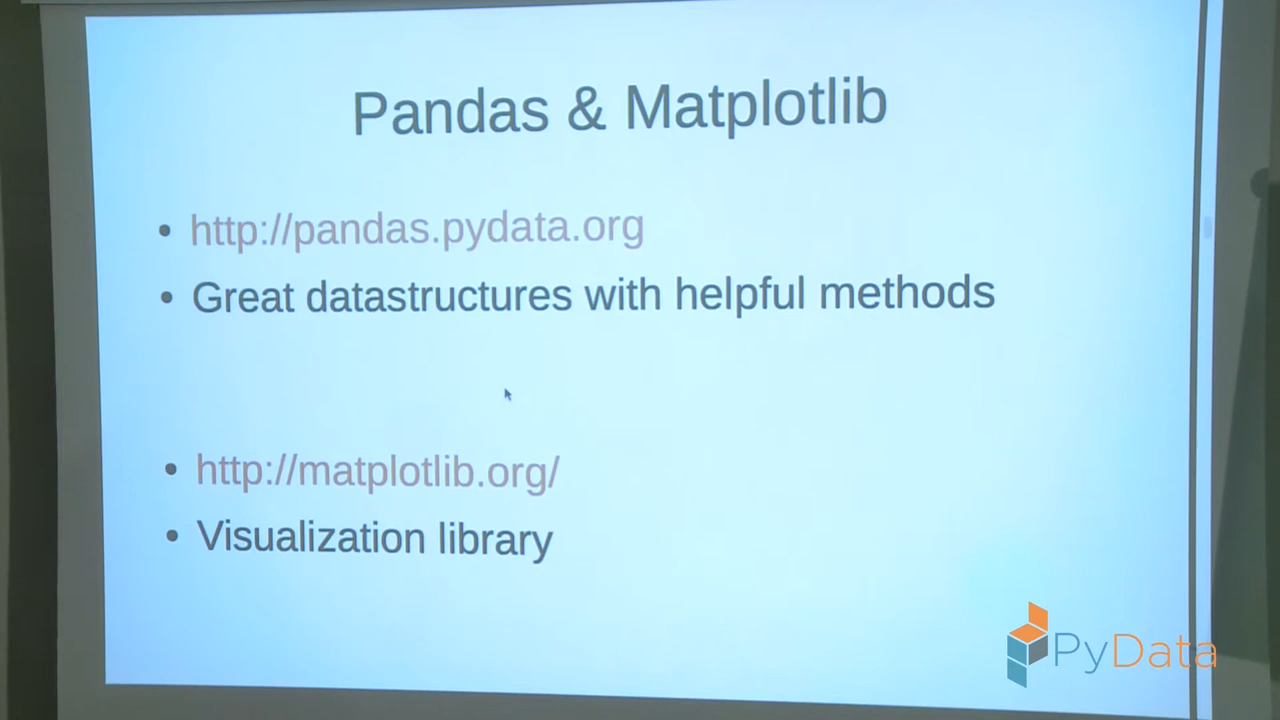 Pandas & Matplotlib
• http://pandas.pydata.org
• Great datastructures with helpful methods
• http://matplotlib.org/
• Visualization library
PyData